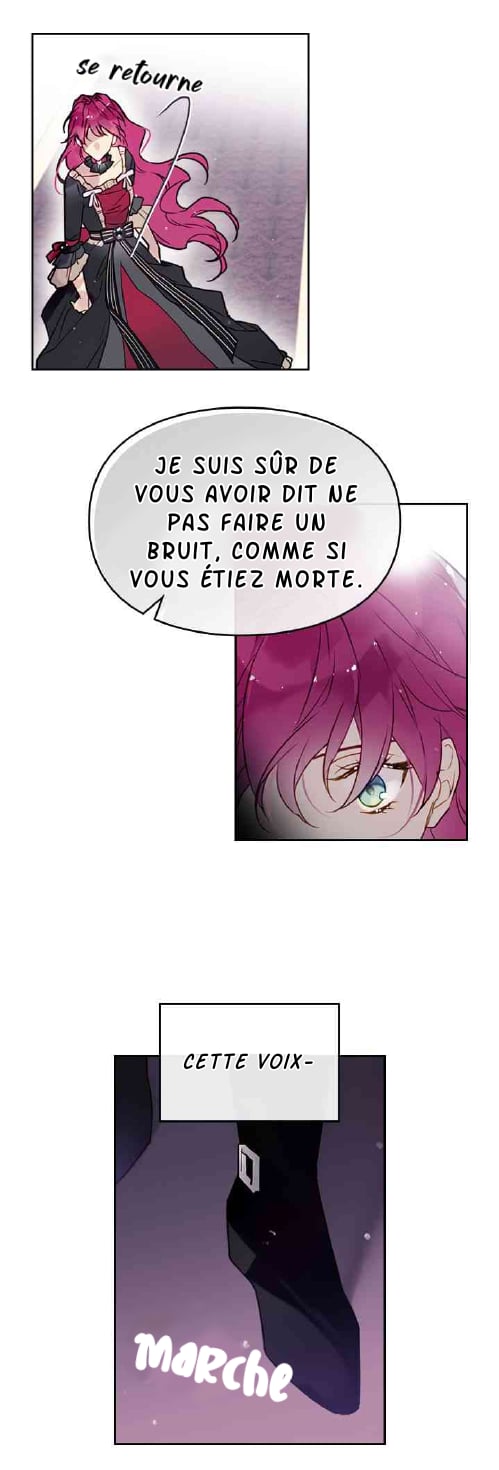 se retourne
JE SUIS SÛR DE
VOUS AVOIR DIT NE
PAS FAIRE UN
BRUIT, COMME SI
VOUS ÉTIEZ MORTE.
CETTE VOIX-
MARCHE